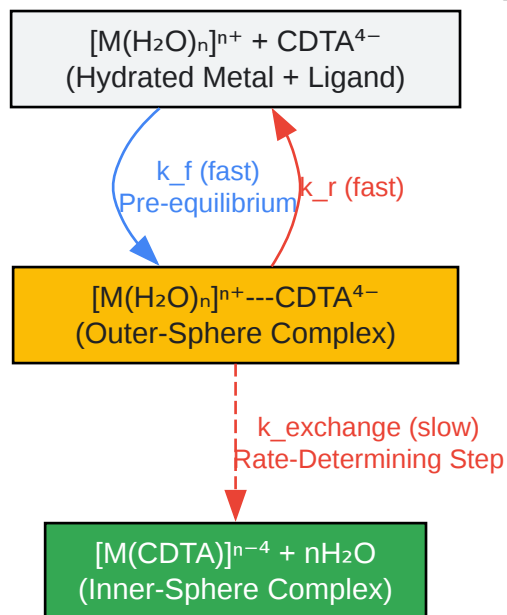 [M(H₂O)ₙ]ⁿ⁺ + CDTA⁴⁻
(Hydrated Metal + Ligand)
k_f (fast)
Pre-equilibrium
k_r (fast)
[M(H₂O)ₙ]ⁿ⁺---CDTA⁴⁻
(Outer-Sphere Complex)
k_exchange (slow)
Rate-Determining Step
[M(CDTA)]ⁿ⁻⁴ + nH₂O
(Inner-Sphere Complex)